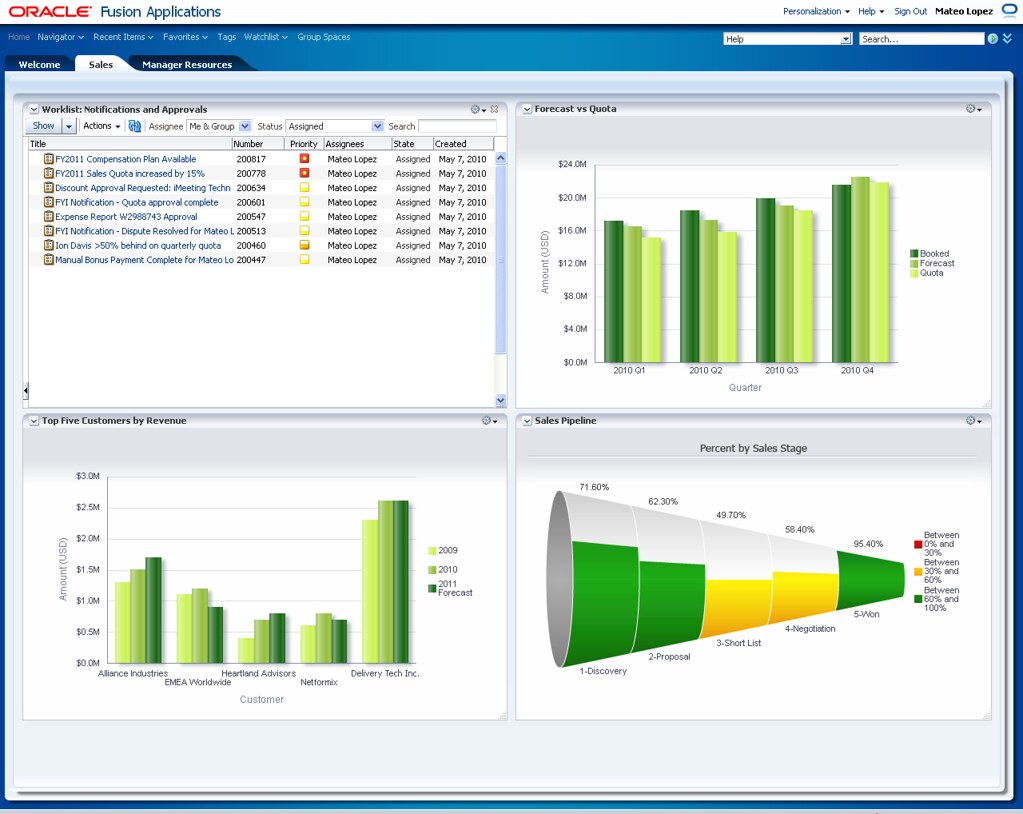 ORACLE Fusion Applications
Personalization Help Sign Out Mateo Lopez
Home Navigator Recent Items Favorites Tags Watchlist Group Spaces
Help Search...
Welcome Sales Manager Resources
Worklist: Notifications and Approvals
Show Actions Assignee Me & Group Status Assigned Search
Title Number Priority Assignees State Created
FY2011 Compensation Plan Available 200817 Mateo Lopez Assigned May 7, 2010
FY2011 Sales Quota increased by 15% 200778 Mateo Lopez Assigned May 7, 2010
Discount Approval Requested: iMeeting Techn 200634 Mateo Lopez Assigned May 7, 2010
FYI Notification - Quota approval complete 200601 Mateo Lopez Assigned May 7, 2010
Expense Report W2988743 Approval 200547 Mateo Lopez Assigned May 7, 2010
FYI Notification - Dispute Resolved for Mateo L 200513 Mateo Lopez Assigned May 7, 2010
Ion Davis >50% behind on quarterly quota 200460 Mateo Lopez Assigned May 7, 2010
Manual Bonus Payment Complete for Mateo Lo 200447 Mateo Lopez Assigned May 7, 2010
Forecast vs Quota
$24.0M
$20.0M
$16.0M
$12.0M
$8.0M
$4.0M
$0.0M
Amount (USD)
2010 Q1 2010 Q2 2010 Q3 2010 Q4
Quarter
Booked
Forecast
Quota
Top Five Customers by Revenue
$3.0M
$2.5M
$2.0M
$1.5M
$1.0M
$0.5M
$0.0M
Amount (USD)
Alliance Industries Heartland Advisors Delivery Tech Inc.
EMEA Worldwide Netformix
Customer
2009
2010
2011
Forecast
Sales Pipeline
Percent by Sales Stage
71.60%
62.30%
49.70%
58.40%
95.40%
1-Discovery
2-Proposal
3-Short List
4-Negotiation
5-Won
Between
0% and
30%
Between
30% and
60%
Between
60% and
100%